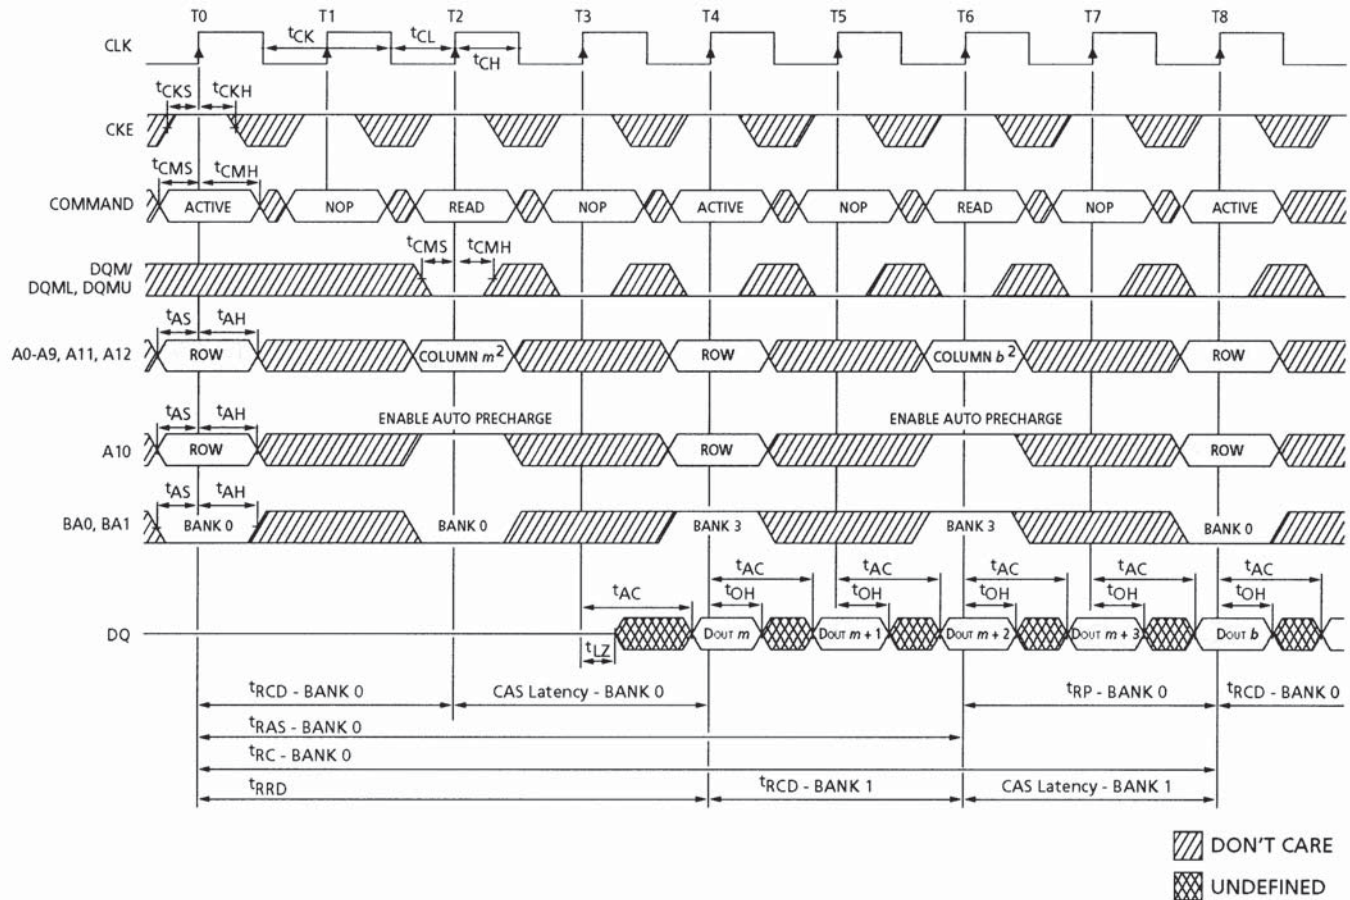 T0 T1 T2 T3 T4 T5 T6 T7 T8
CLK
tCK tCL
tCH
tCKS tCKH
CKE
tCMS tCMH
COMMAND ACTIVE NOP READ NOP ACTIVE NOP READ NOP ACTIVE
tCMS tCMH
DQM/
DQML, DQMU
tAS tAH
A0-A9, A11, A12 ROW COLUMN m² ROW COLUMN b² ROW
tAS tAH ENABLE AUTO PRECHARGE ENABLE AUTO PRECHARGE
A10 ROW ROW ROW
tAS tAH
BA0, BA1 BANK 0 BANK 0 BANK 3 BANK 3 BANK 0
tAC tAC tAC tAC tAC tAC
tOH tOH tOH tOH tOH
DQ DOUT m DOUT m + 1 DOUT m + 2 DOUT m + 3 DOUT b
tLZ
tRCD - BANK 0 CAS Latency - BANK 0 tRP - BANK 0 tRCD - BANK 0
tRAS - BANK 0
tRC - BANK 0
tRRD tRCD - BANK 1 CAS Latency - BANK 1
DON'T CARE
UNDEFINED